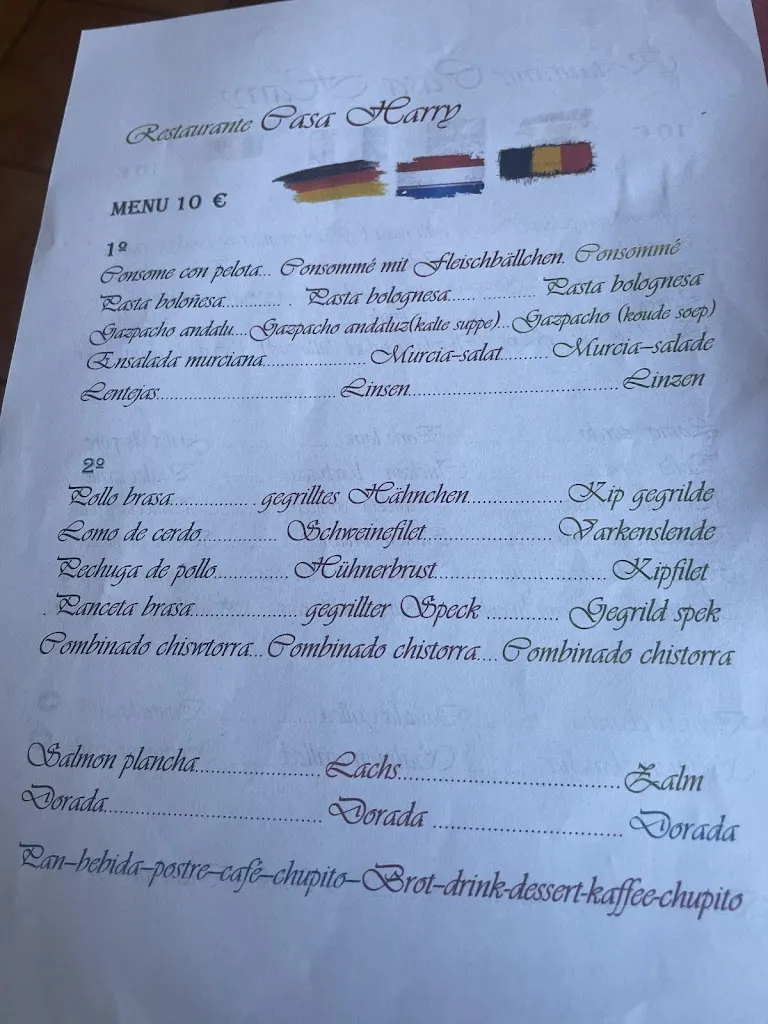 Restaurante Casa Harry
MENU 10 €
1º
Consome con pelota... Consommé mit Fleischbällchen. Consommé
Pasta boloñesa............ . Pasta bolognesa...... ............ Pasta bolognesa
Gazpacho andalu....Gazpacho andaluz(kalte suppe)...Gazpacho (koude soep)
Ensalada murciana........................Murcia-salat..........Murcia-salade
Lentejas.........................................Linsen................................................Linzen
2º
Pollo brasa.................. gegrilltes Hähnchen.....................Kip gegrilde
Lomo de cerdo................ Schweinefilet...........................Varkenslende
Pechuga de pollo............... Hühnerbrust.....................................Kipfilet
. Panceta brasa....................... gegrillter Speck ............... Gegrild spek
Combinado chiswtorra...Combinado chistorra....Combinado chistorra
Salmon plancha..........................Lachs................................................Zalm
Dorada.............................................Dorada ........................................Dorada
Pan-bebida-postre-café-chupito-Brot-drink-dessert-kaffee-chupito